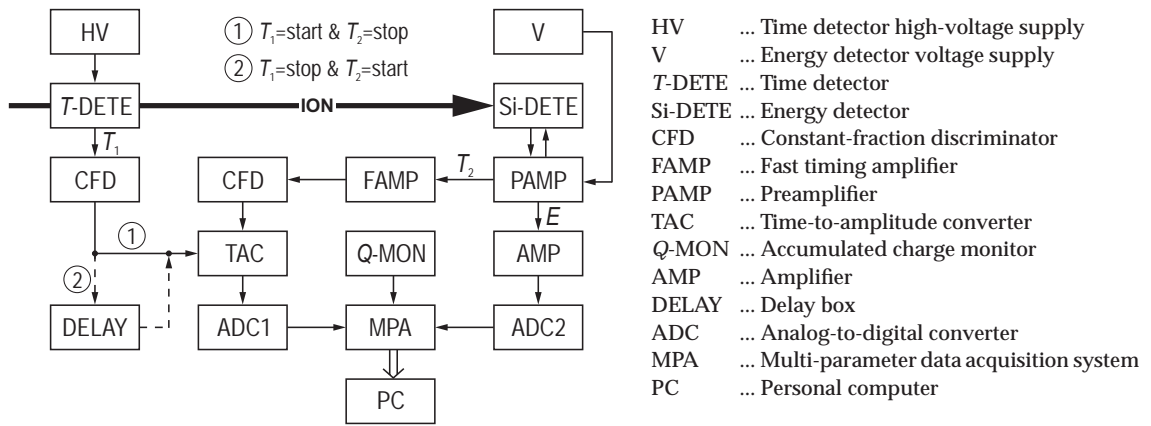 HV
① T₁=start & T₂=stop
② T₁=stop & T₂=start
V
T-DETE
ION
Si-DETE
T₁
T₂
CFD
CFD
FAMP
PAMP
E
①
②
TAC
Q-MON
AMP
DELAY
ADC1
MPA
ADC2
PC
HV ... Time detector high-voltage supply
V ... Energy detector voltage supply
T-DETE ... Time detector
Si-DETE ... Energy detector
CFD ... Constant-fraction discriminator
FAMP ... Fast timing amplifier
PAMP ... Preamplifier
TAC ... Time-to-amplitude converter
Q-MON ... Accumulated charge monitor
AMP ... Amplifier
DELAY ... Delay box
ADC ... Analog-to-digital converter
MPA ... Multi-parameter data acquisition system
PC ... Personal computer